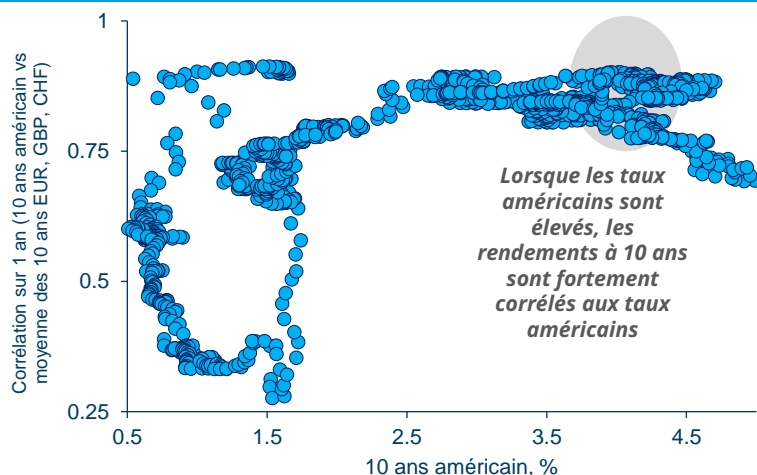 Corrélation sur 1 an (10 ans américain vs
moyenne des 10 ans EUR, GBP, CHF)
1
0.75
0.5
0.25
Lorsque les taux
américains sont
élevés, les
rendements à 10 ans
sont fortement
corrélés aux taux
américains
0.5
1.5
2.5
3.5
4.5
10 ans américain, %